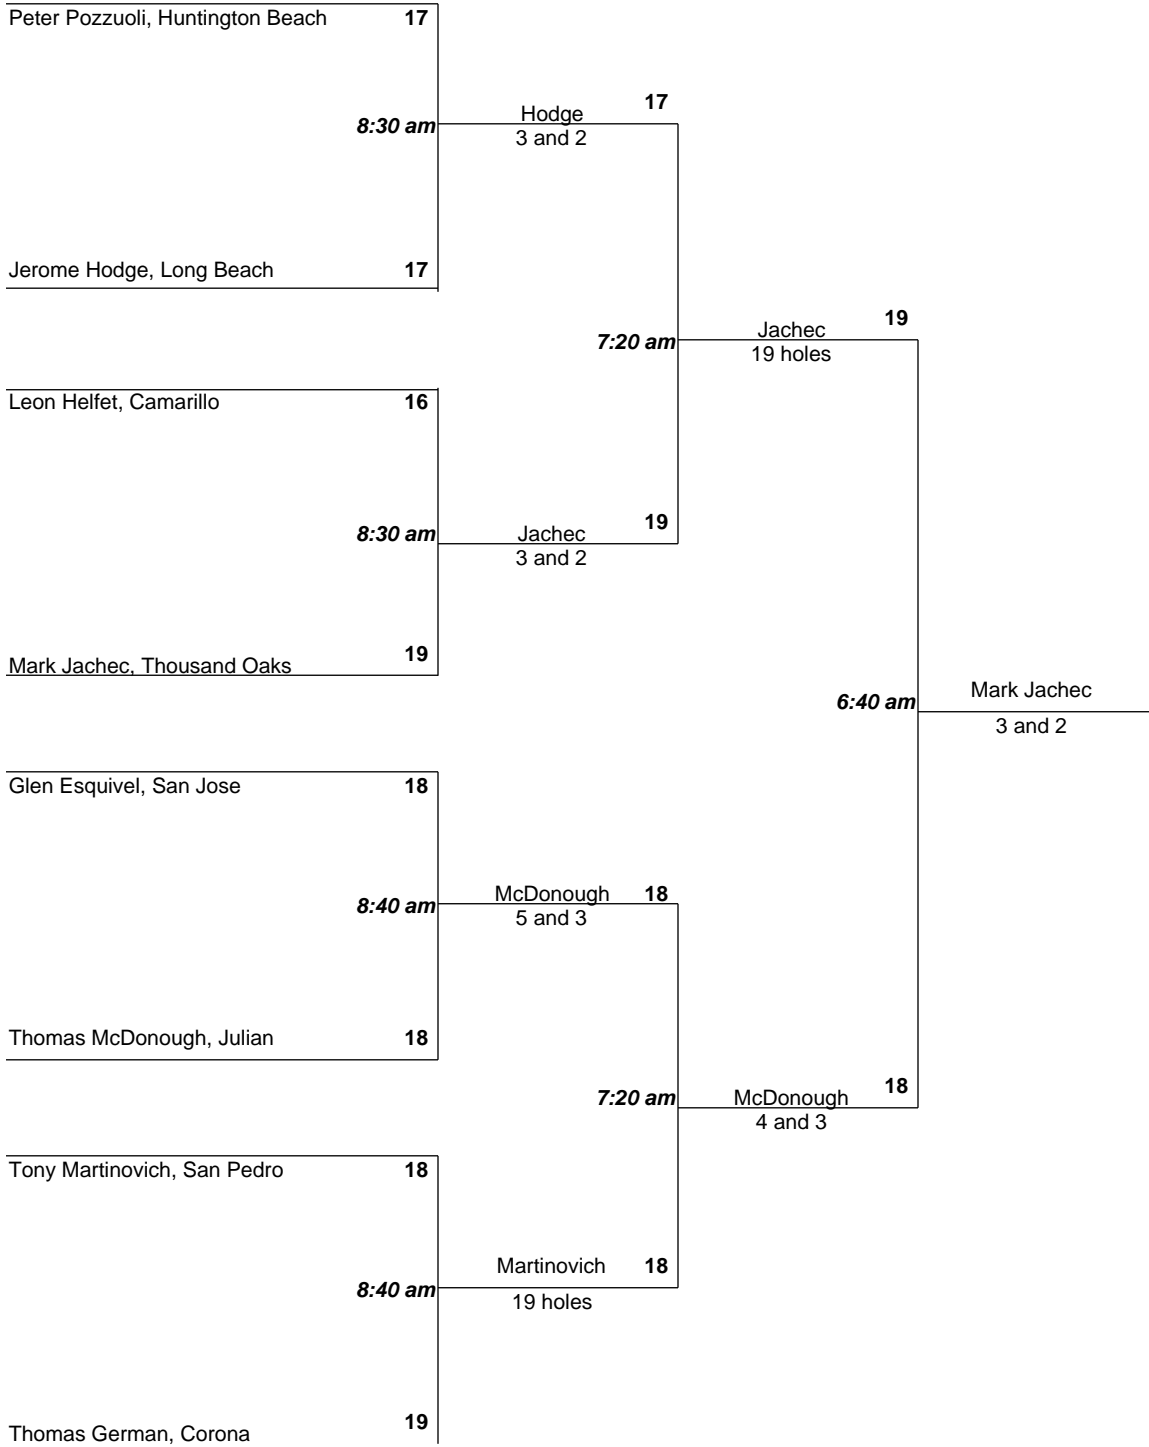 Peter Pozzuoli, Huntington Beach 17
17
Hodge
8:30 am
3 and 2
Jerome Hodge, Long Beach 17
19
Jachec
7:20 am
19 holes
Leon Helfet, Camarillo 16
19
8:30 am
Jachec
3 and 2
Mark Jachec, Thousand Oaks 19
Mark Jachec
6:40 am
3 and 2
Glen Esquivel, San Jose 18
McDonough 18
8:40 am
5 and 3
Thomas McDonough, Julian 18
18
7:20 am
McDonough
4 and 3
Tony Martinovich, San Pedro 18
Martinovich 18
8:40 am
19 holes
Thomas German, Corona 19